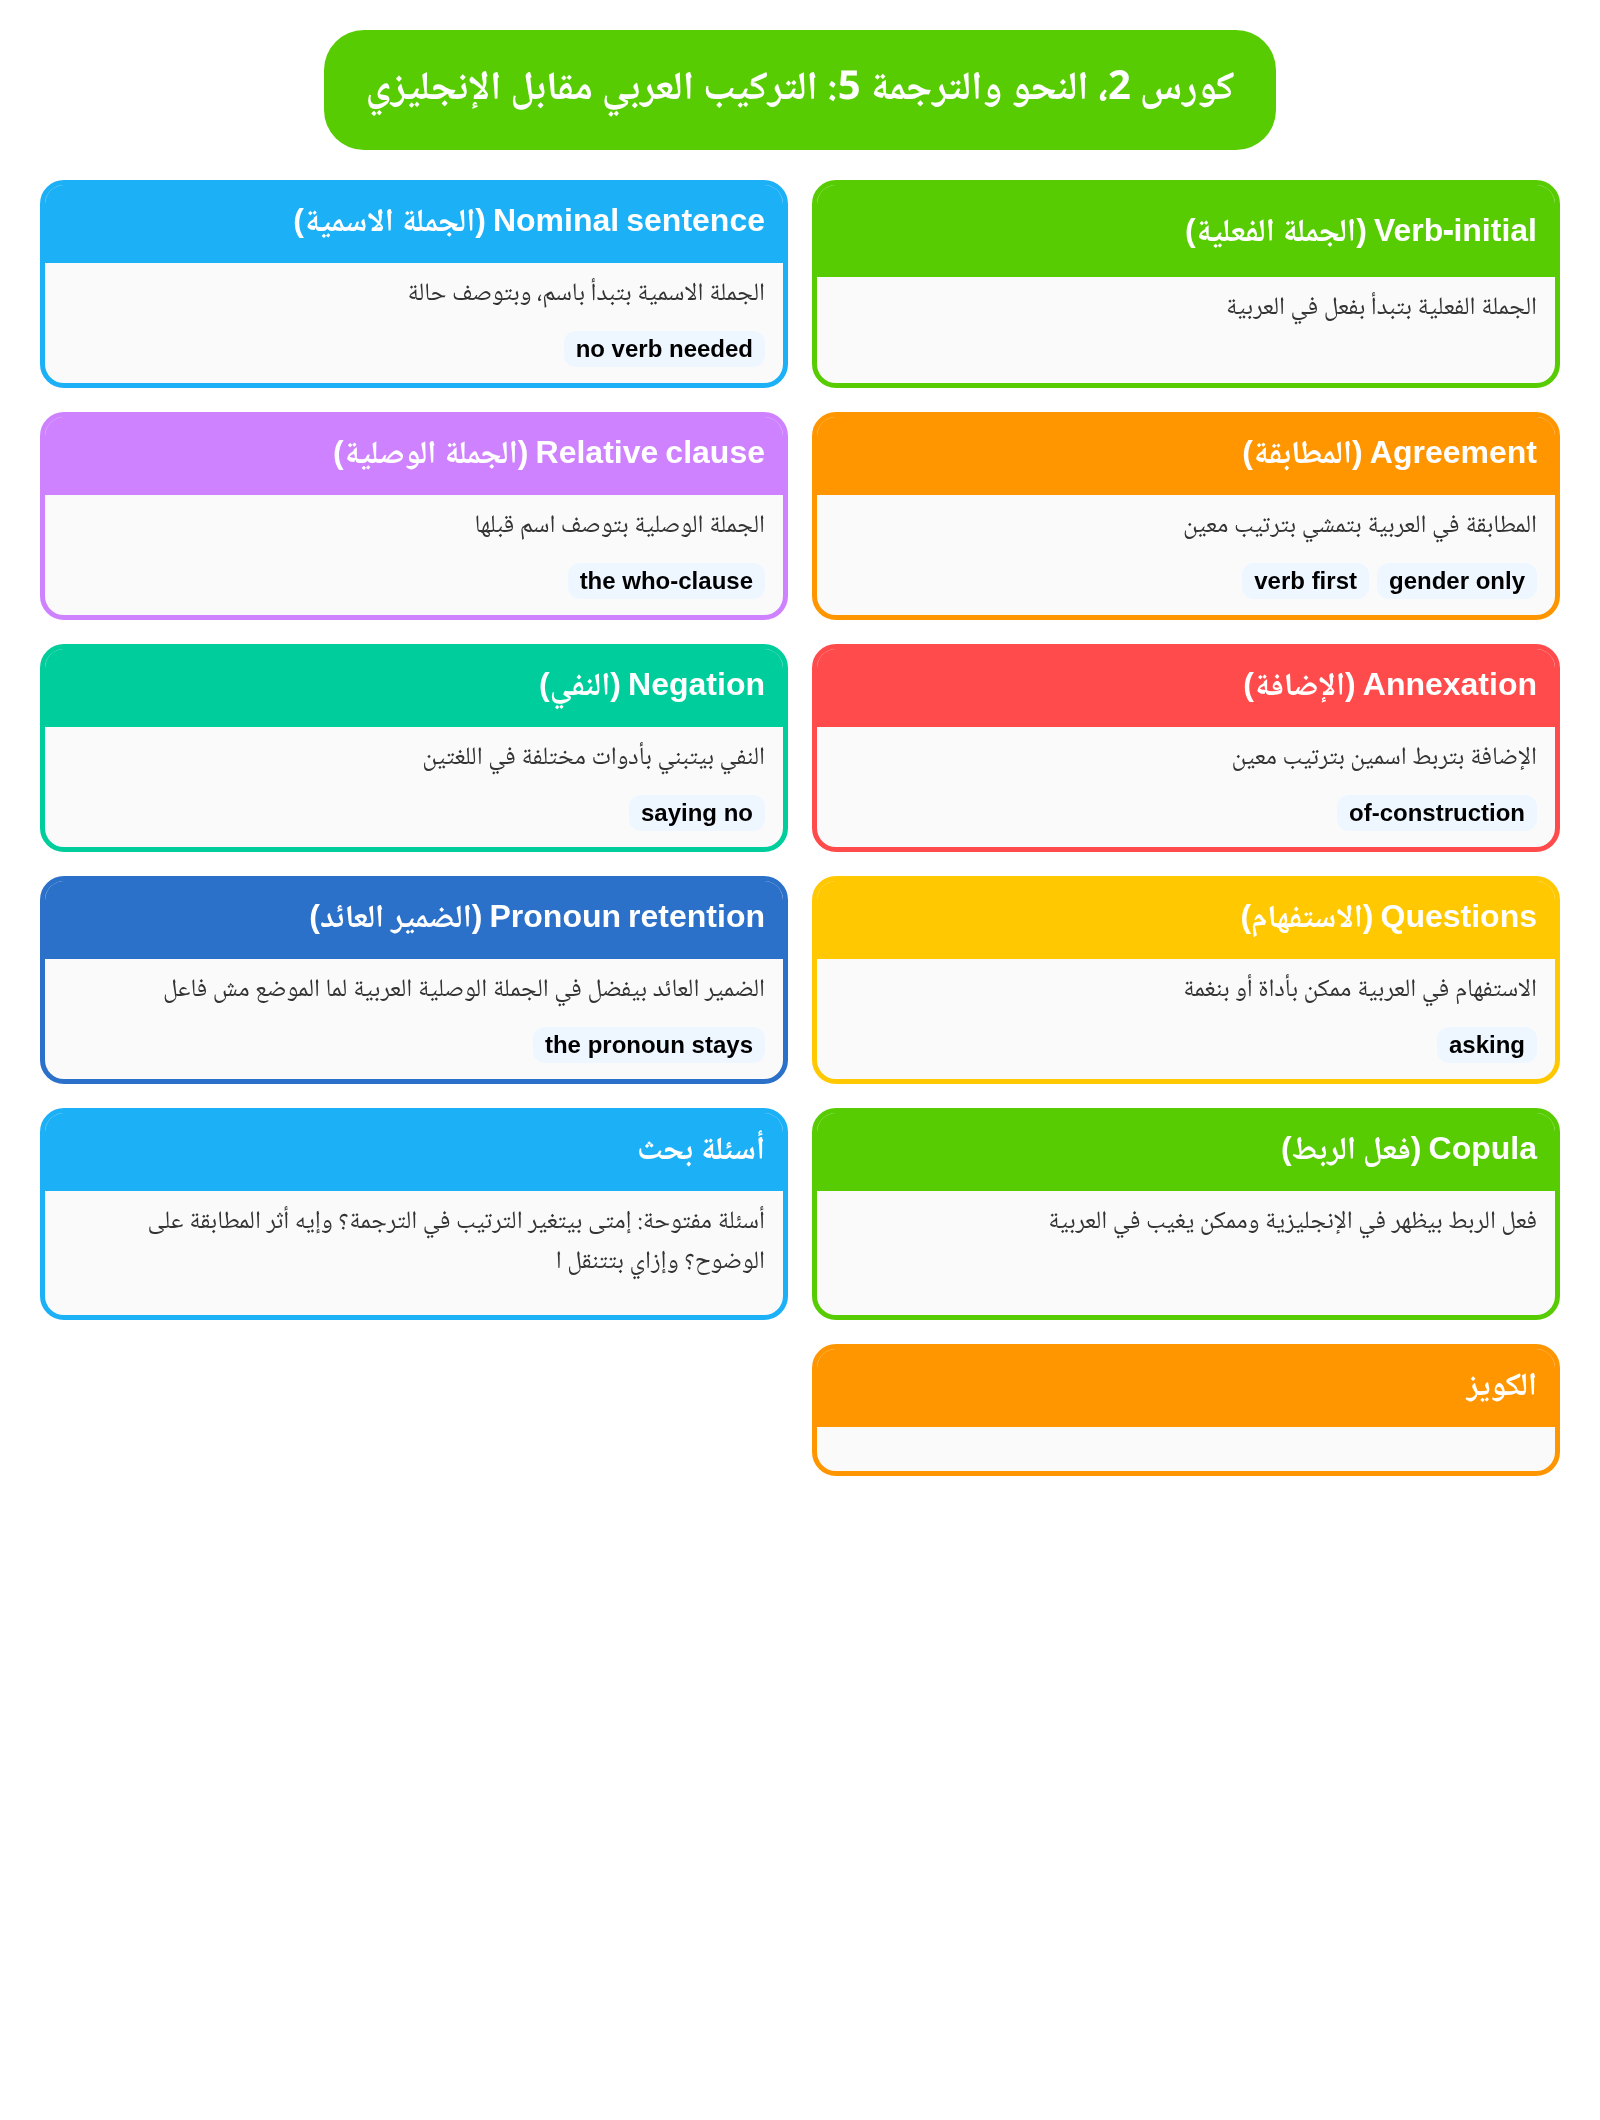 كورس 2، النحو والترجمة 5: التركيب العربي مقابل الإنجليزي
Verb-initial (الجملة الفعلية)
الجملة الفعلية بتبدأ بفعل في العربية
Nominal sentence (الجملة الاسمية)
الجملة الاسمية بتبدأ باسم، وبتوصف حالة
no verb needed
Agreement (المطابقة)
المطابقة في العربية بتمشي بترتيب معين
gender only verb first
Relative clause (الجملة الوصلية)
الجملة الوصلية بتوصف اسم قبلها
the who-clause
Annexation (الإضافة)
الإضافة بتربط اسمين بترتيب معين
of-construction
Negation (النفي)
النفي بيتبني بأدوات مختلفة في اللغتين
saying no
Questions (الاستفهام)
الاستفهام في العربية ممكن بأداة أو بنغمة
asking
Pronoun retention (الضمير العائد)
الضمير العائد بيفضل في الجملة الوصلية العربية لما الموضع مش فاعل
the pronoun stays
Copula (فعل الربط)
فعل الربط بيظهر في الإنجليزية وممكن يغيب في العربية
أسئلة بحث
أسئلة مفتوحة: إمتى بيتغير الترتيب في الترجمة؟ وإيه أثر المطابقة على
الوضوح؟ وإزاي بتتنقل ا
الكويز